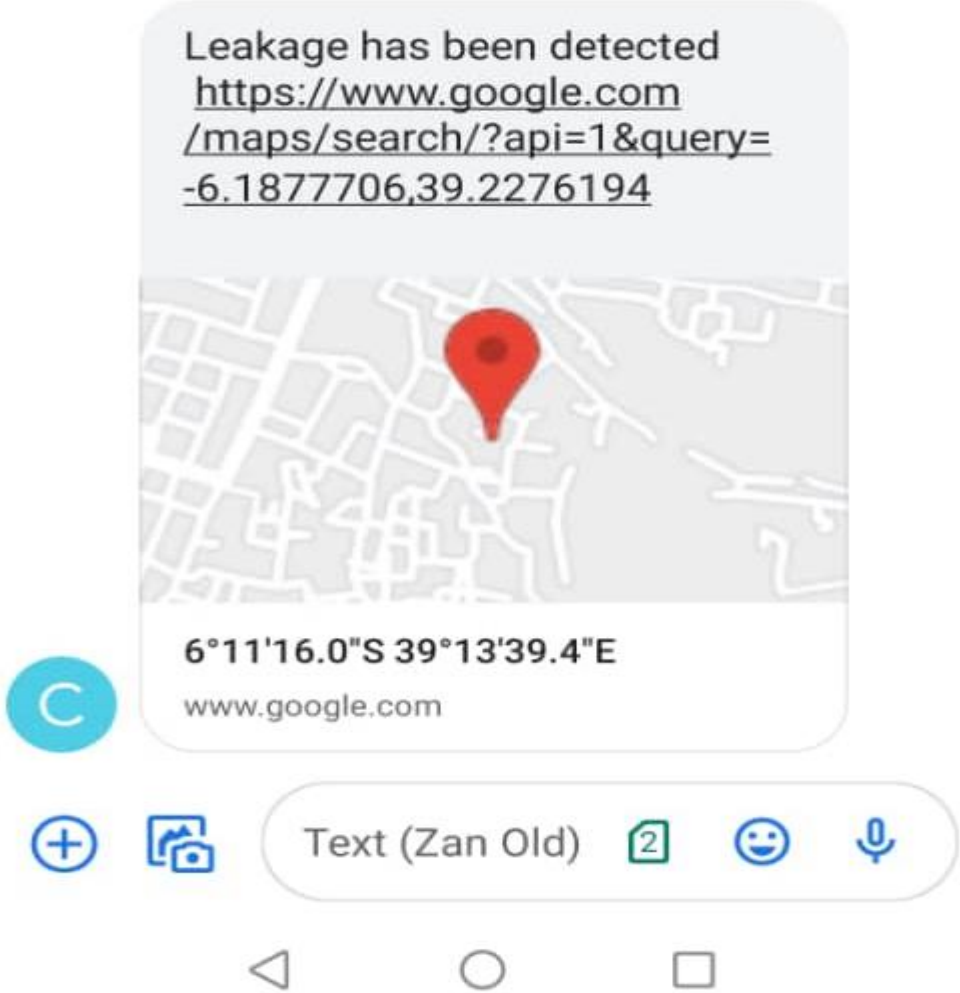 Leakage has been detected
https://www.google.com
/maps/search/?api=1&query=
-6.1877706,39.2276194
6°11'16.0"S 39°13'39.4"E
www.google.com
C
Text (Zan Old)
2